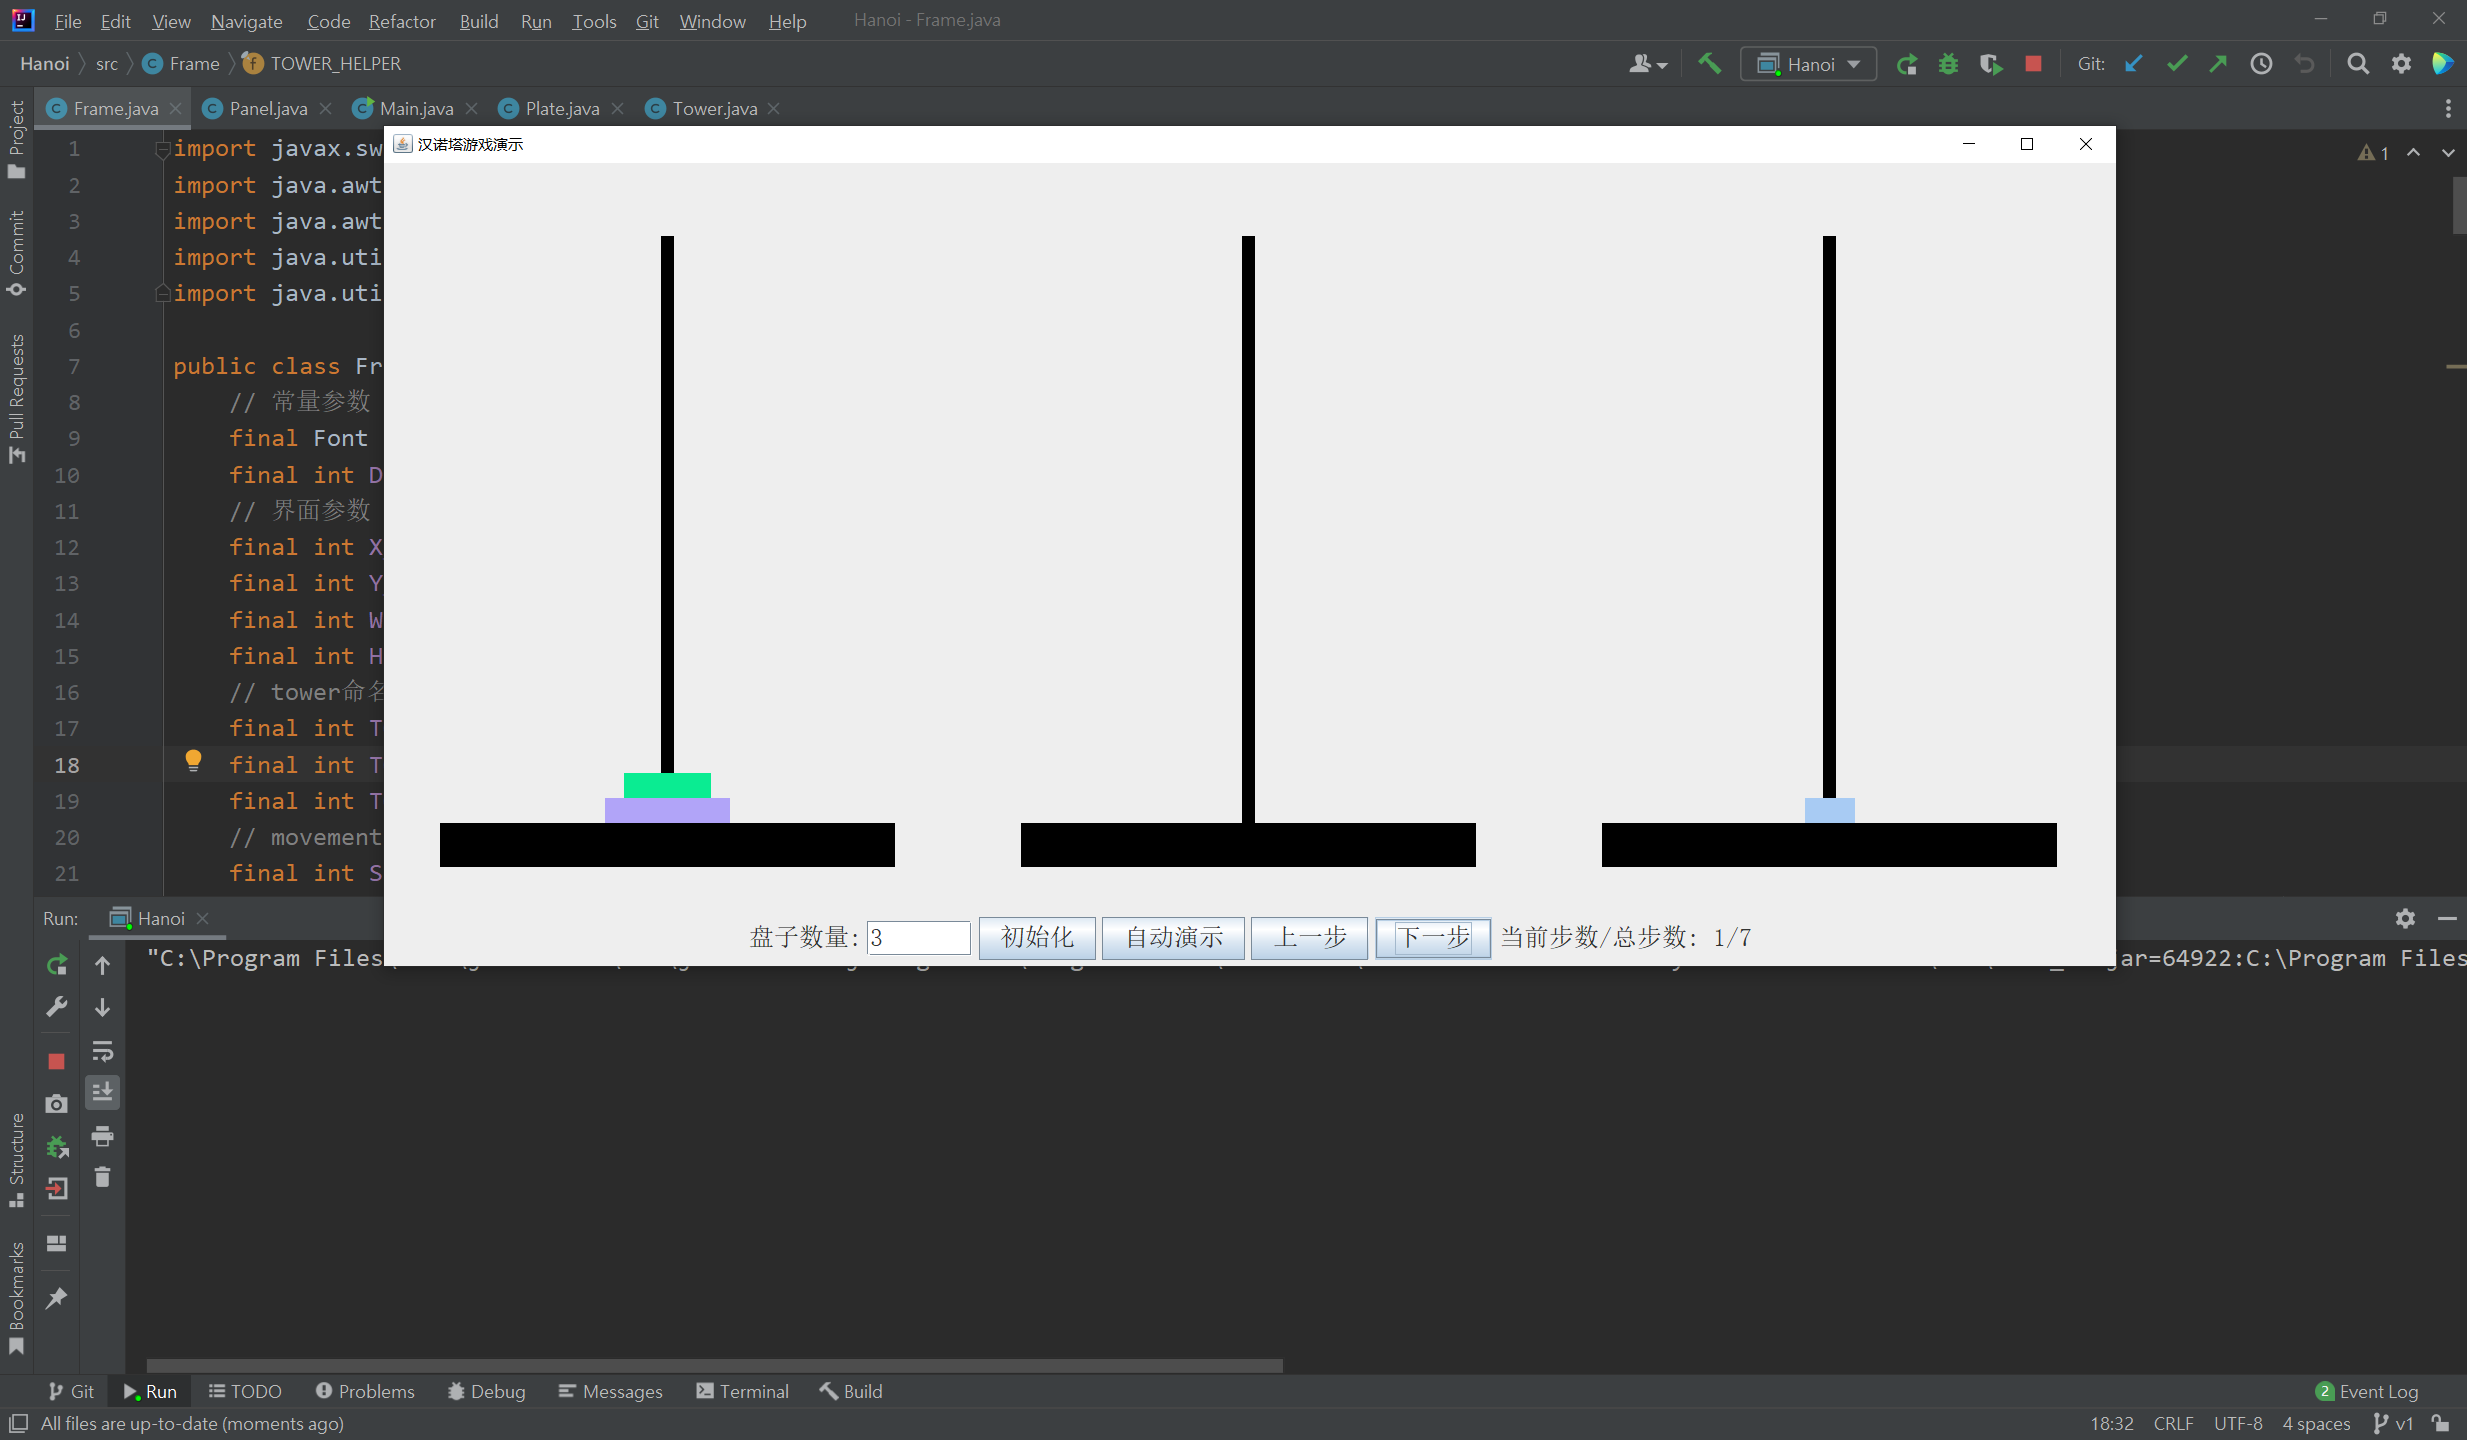 File Edit View Navigate Code Refactor Build Run Tools Git Window Help Hanoi - Frame.java
Hanoi src Frame TOWER_HELPER Hanoi Git:
Frame.java Panel.java Main.java Plate.java Tower.java
汉诺塔游戏演示
Project
Commit
Pull Requests
Structure
Bookmarks
1 import javax.sw
1
2 import java.awt
3 import java.awt
4 import java.uti
5 import java.uti
6
7 public class Fr
8 // 常量参数
9 final Font
10 final int D
11 // 界面参数
12 final int X
13 final int Y
14 final int W
15 final int H
16 // tower命名
17 final int T
18 final int T
19 final int T
20 // movement
21 final int S
盘子数量: 3 初始化 自动演示 上一步 下一步 当前步数/总步数: 1/7
Run: Hanoi
"C:\Program Files ar=64922:C:\Program Files
Git Run TODO Problems Debug Messages Terminal Build 2 Event Log
All files are up-to-date (moments ago) 18:32 CRLF UTF-8 4 spaces v1